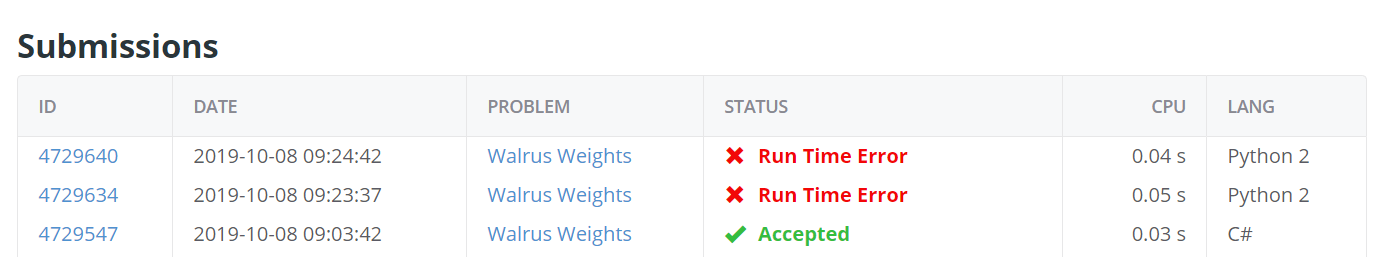 Submissions
ID DATE PROBLEM STATUS CPU LANG
4729640 2019-10-08 09:24:42 Walrus Weights Run Time Error 0.04 s Python 2
4729634 2019-10-08 09:23:37 Walrus Weights Run Time Error 0.05 s Python 2
4729547 2019-10-08 09:03:42 Walrus Weights Accepted 0.03 s C#